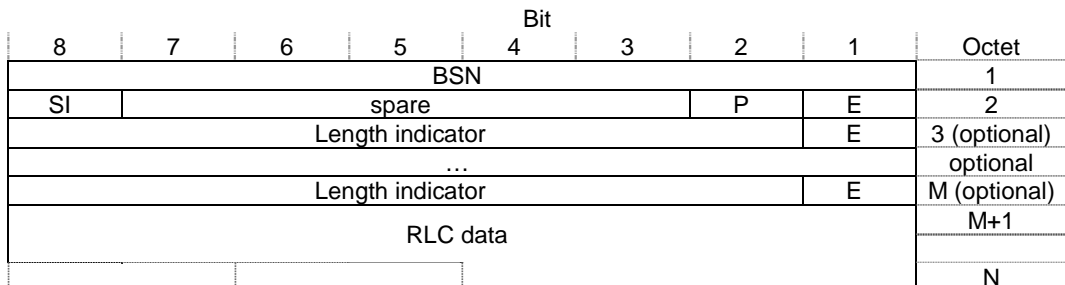 Bit
8 7 6 5 4 3 2 1 Octet
BSN 1
SI spare P E 2
Length indicator E 3 (optional)
… optional
Length indicator E M (optional)
RLC data M+1
N